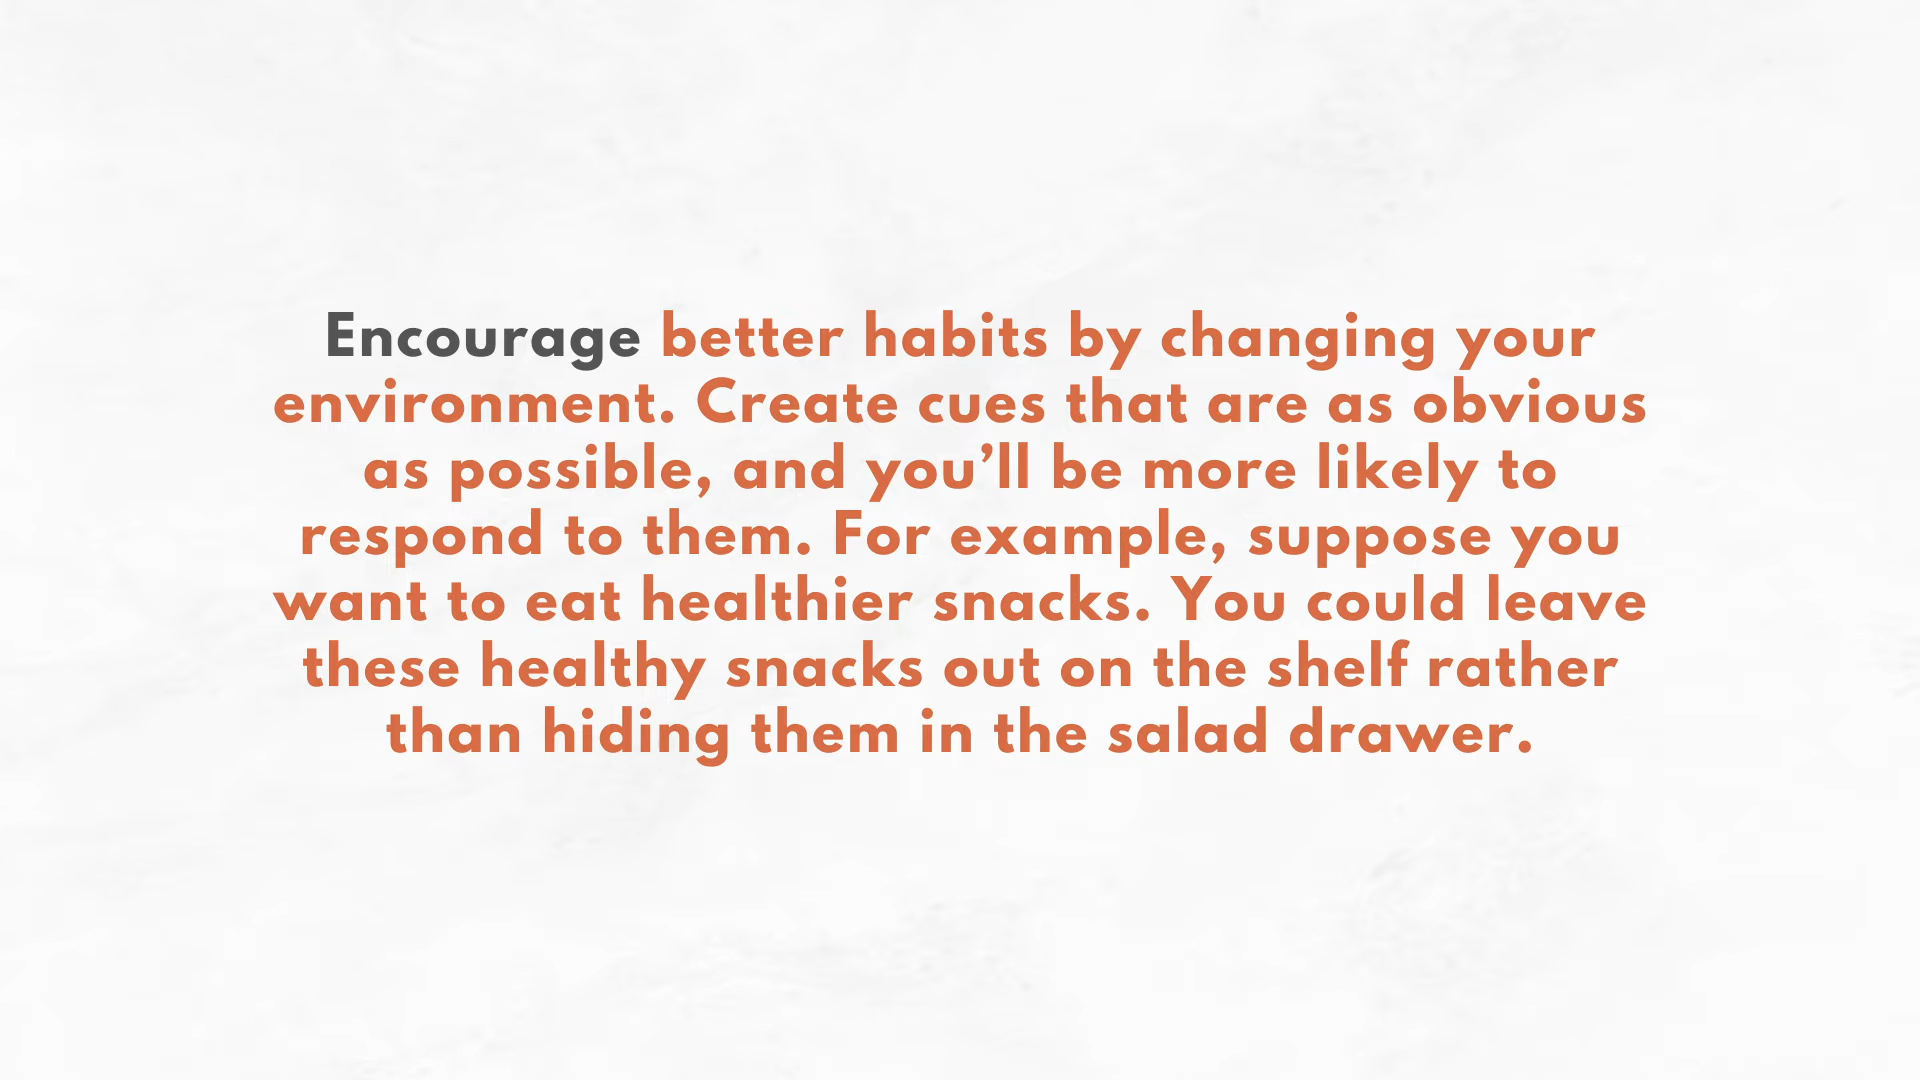 Encourage better habits by changing your
environment. Create cues that are as obvious
as possible, and you’ll be more likely to
respond to them. For example, suppose you
want to eat healthier snacks. You could leave
these healthy snacks out on the shelf rather
than hiding them in the salad drawer.